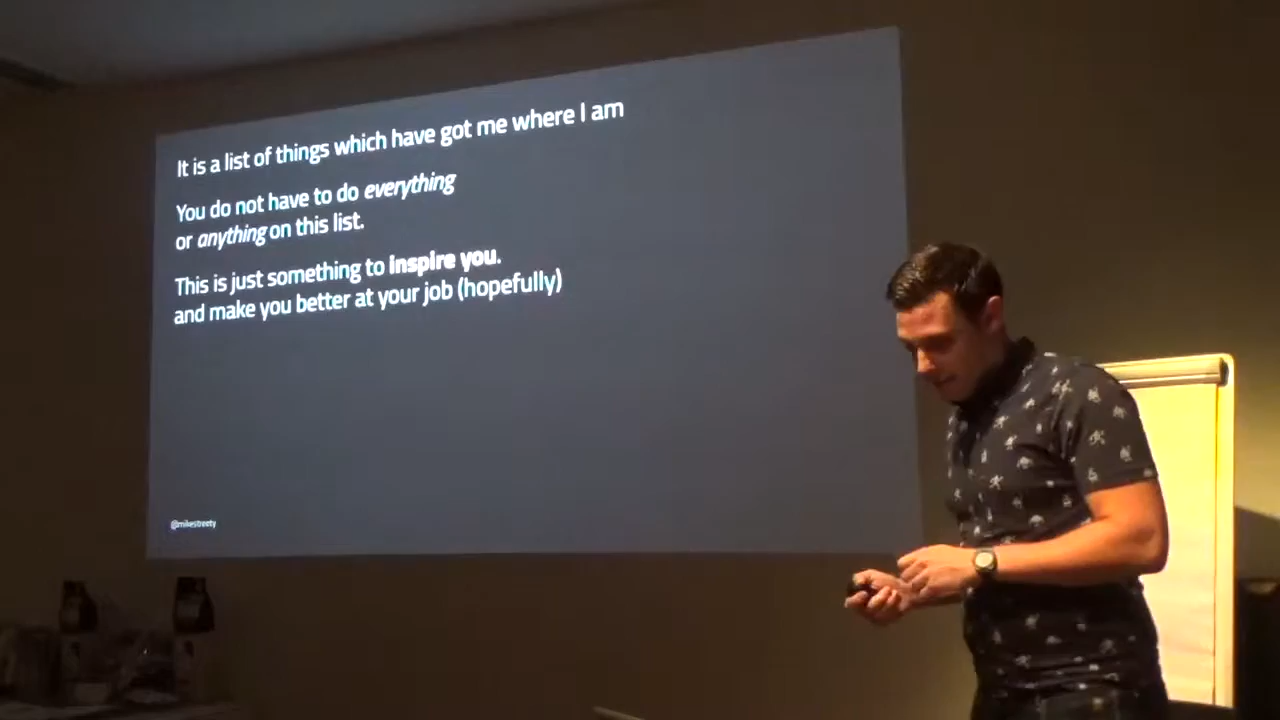 It is a list of things which have got me where I am
You do not have to do everything
or anything on this list.
This is just something to inspire you.
and make you better at your job (hopefully)
@mikestreety